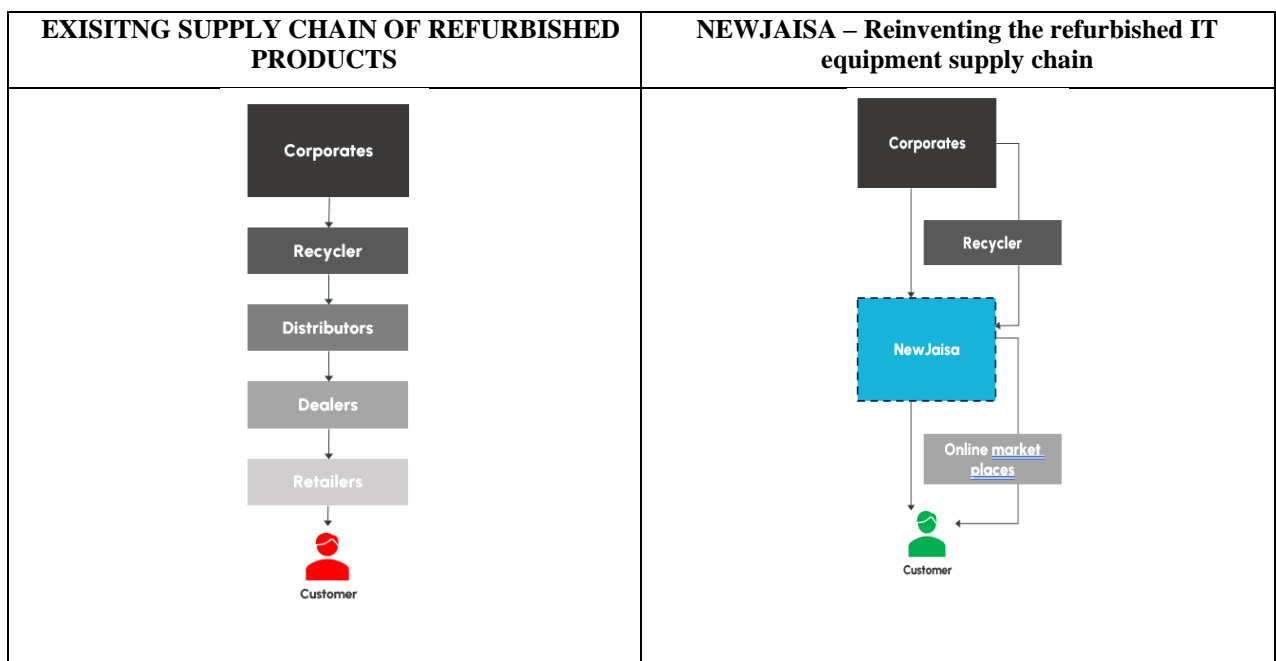 EXISITNG SUPPLY CHAIN OF REFURBISHED
PRODUCTS
Corporates
Recycler
Distributors
Dealers
Retailers
Customer
NEWJAISA – Reinventing the refurbished IT
equipment supply chain
Corporates
Recycler
NewJaisa
Online market
places
Customer